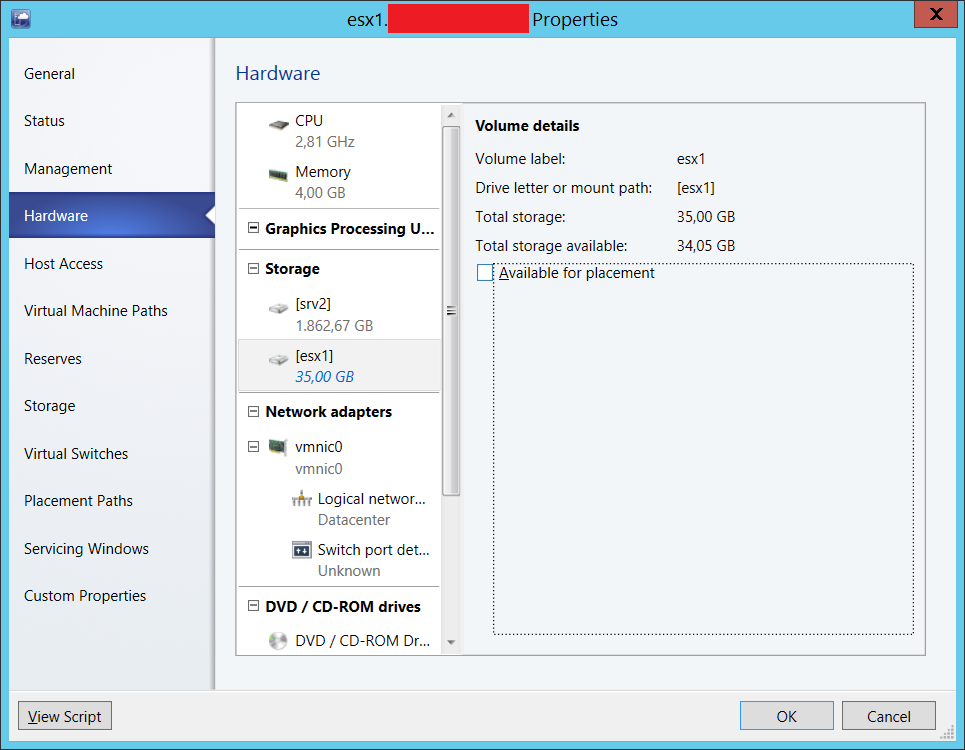 esx1. Properties
General
Status
Management
Hardware
Host Access
Virtual Machine Paths
Reserves
Storage
Virtual Switches
Placement Paths
Servicing Windows
Custom Properties
Hardware
CPU
2,81 GHz
Memory
4,00 GB
Graphics Processing U...
Storage
[srv2]
1.862,67 GB
[esx1]
35,00 GB
Network adapters
vmnic0
vmnic0
Logical networ...
Datacenter
Switch port det...
Unknown
DVD / CD-ROM drives
DVD / CD-ROM Dr...
Volume details
Volume label: esx1
Drive letter or mount path: [esx1]
Total storage: 35,00 GB
Total storage available: 34,05 GB
Available for placement
View Script
OK
Cancel